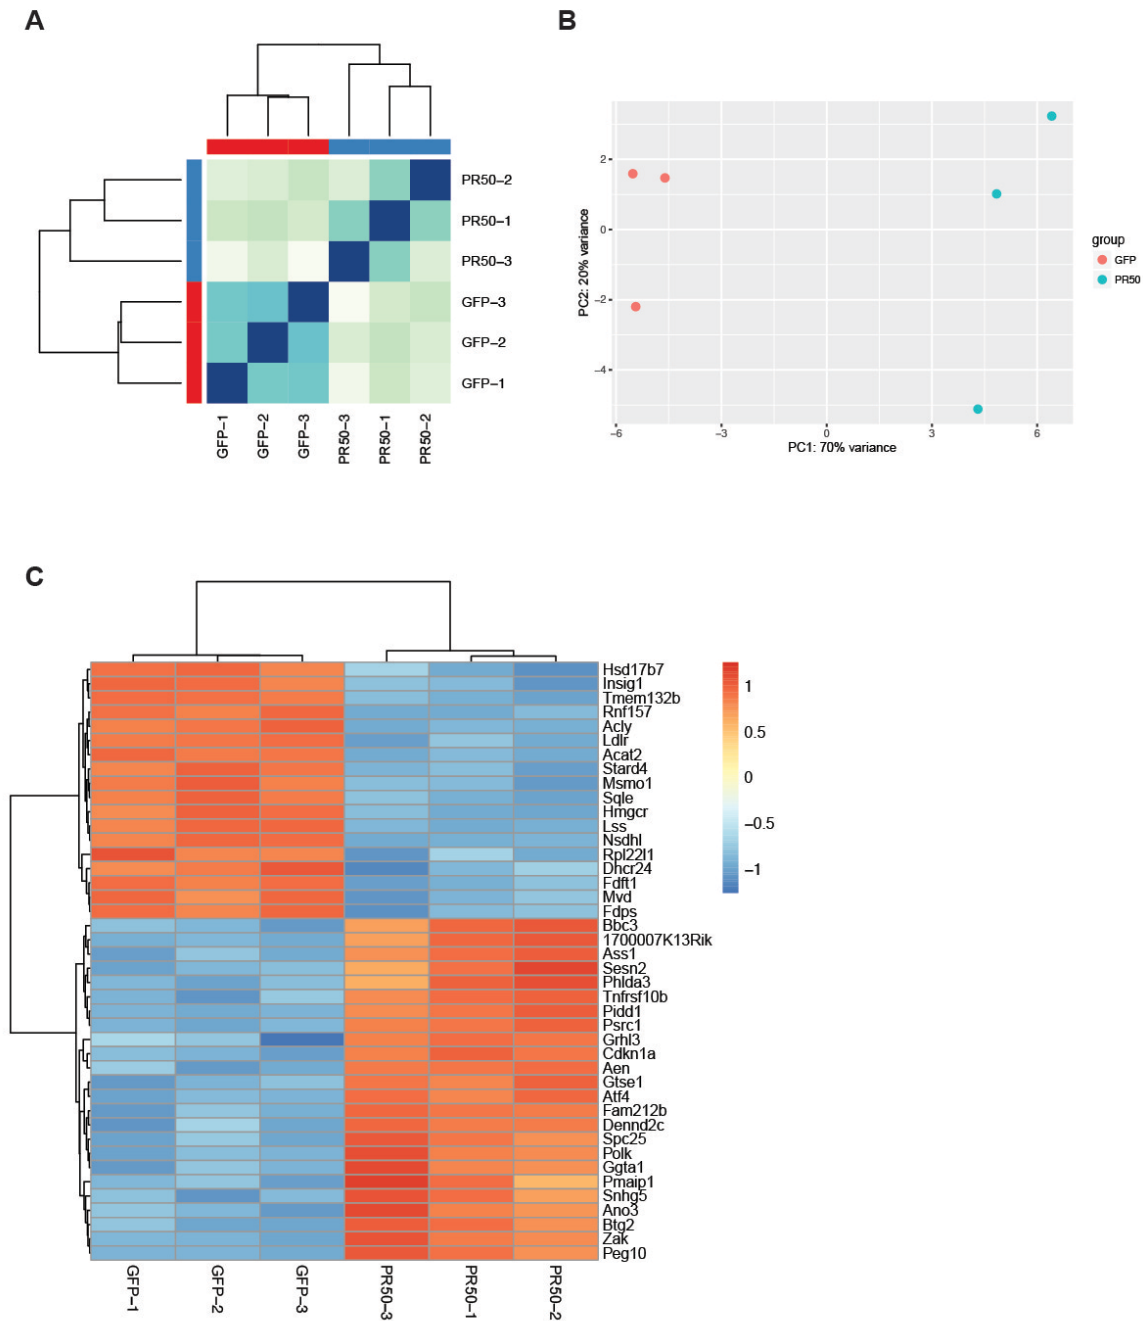 A
PR50-2
PR50-1
PR50-3
GFP-3
GFP-2
GFP-1
GFP-1
GFP-2
GFP-3
PR50-3
PR50-1
PR50-2
B
2
0
-2
-4
-6
-3
0
3
6
PC2: 20% variance
PC1: 70% variance
group
GFP
PR50
C
Hsd17b7
Insig1
Tmem132b
Rnf157
Acly
Ldlr
Acat2
Stard4
Msmo1
Sqle
Hmgcr
Lss
Nsdhl
Rpl22l1
Dhcr24
Fdft1
Mvd
Fdps
Bbc3
1700007K13Rik
Ass1
Sesn2
Phlda3
Tnfrsf10b
Pidd1
Psrc1
Grhl3
Cdkn1a
Aen
Gtse1
Atf4
Fam212b
Dennd2c
Spc25
Polk
Ggta1
Pmaip1
Snhg5
Ano3
Btg2
Zak
Peg10
1
0.5
0
-0.5
-1
GFP-1
GFP-2
GFP-3
PR50-3
PR50-1
PR50-2